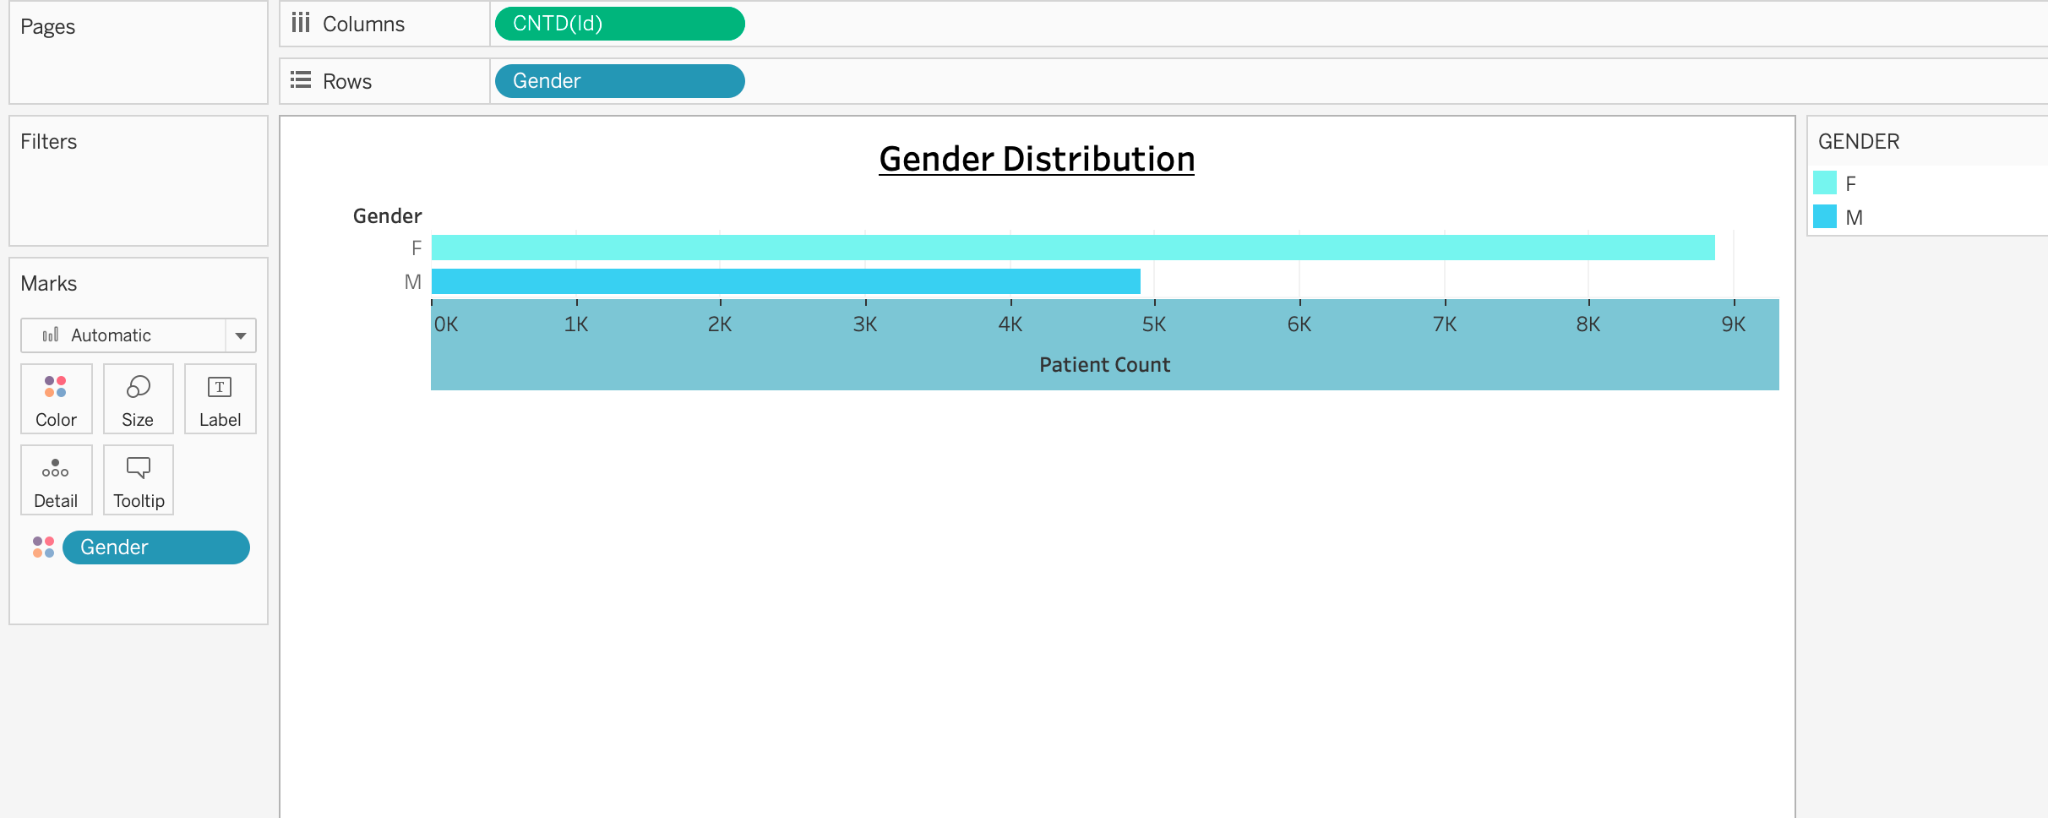 Pages
Columns
CNTD(Id)
Rows
Gender
Filters
Marks
Automatic
Color
Size
T
Label
Detail
Tooltip
Gender
Gender Distribution
Gender
F
M
0K 1K 2K 3K 4K 5K 6K 7K 8K 9K
Patient Count
GENDER
F
M